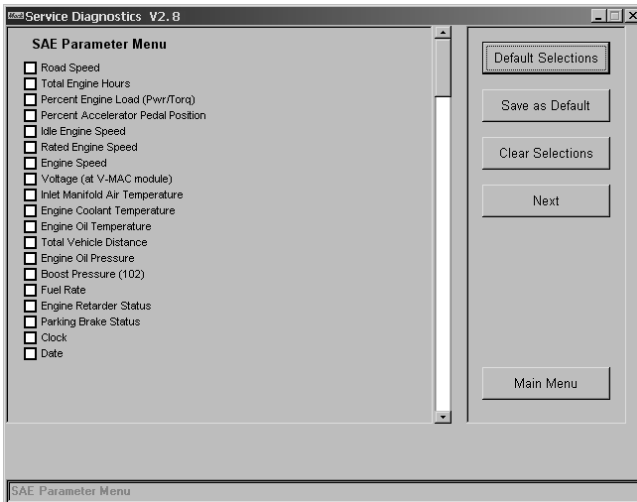 Service Diagnostics V2.8
SAE Parameter Menu
Road Speed
Total Engine Hours
Percent Engine Load (Pwr/Torq)
Percent Accelerator Pedal Position
Idle Engine Speed
Rated Engine Speed
Engine Speed
Voltage (at V-MAC module)
Inlet Manifold Air Temperature
Engine Coolant Temperature
Engine Oil Temperature
Total Vehicle Distance
Engine Oil Pressure
Boost Pressure (102)
Fuel Rate
Engine Retarder Status
Parking Brake Status
Clock
Date
Default Selections
Save as Default
Clear Selections
Next
Main Menu
SAE Parameter Menu